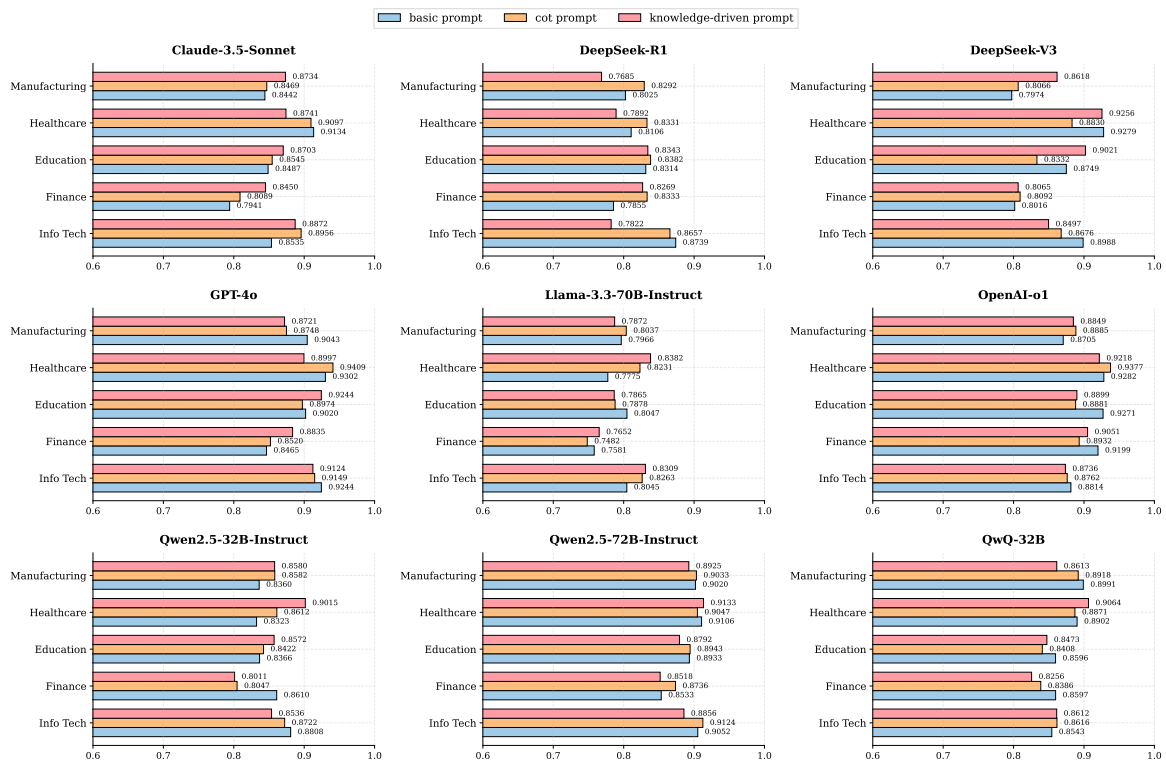 basic prompt cot prompt knowledge-driven prompt
Claude-3.5-Sonnet
Manufacturing
0.8734
0.8469
0.8442
Healthcare
0.8741
0.9097
0.9134
Education
0.8703
0.8545
0.8487
Finance
0.8450
0.8089
0.7941
Info Tech
0.8872
0.8956
0.8535
0.6 0.7 0.8 0.9 1.0
DeepSeek-R1
Manufacturing
0.7685
0.8292
0.8025
Healthcare
0.7892
0.8331
0.8106
Education
0.8343
0.8382
0.8314
Finance
0.8269
0.8333
0.7855
Info Tech
0.7822
0.8657
0.8739
0.6 0.7 0.8 0.9 1.0
DeepSeek-V3
Manufacturing
0.8618
0.8066
0.7974
Healthcare
0.9256
0.8830
0.9279
Education
0.9021
0.8332
0.8749
Finance
0.8065
0.8092
0.8016
Info Tech
0.8497
0.8676
0.8988
0.6 0.7 0.8 0.9 1.0
GPT-4o
Manufacturing
0.8721
0.8748
0.9043
Healthcare
0.8997
0.9409
0.9302
Education
0.9244
0.8974
0.9020
Finance
0.8835
0.8520
0.8465
Info Tech
0.9124
0.9149
0.9244
0.6 0.7 0.8 0.9 1.0
Llama-3.3-70B-Instruct
Manufacturing
0.7872
0.8037
0.7966
Healthcare
0.8382
0.8231
0.7775
Education
0.7865
0.7878
0.8047
Finance
0.7652
0.7482
0.7581
Info Tech
0.8309
0.8263
0.8045
0.6 0.7 0.8 0.9 1.0
OpenAI-o1
Manufacturing
0.8849
0.8885
0.8705
Healthcare
0.9218
0.9377
0.9282
Education
0.8899
0.8881
0.9271
Finance
0.9051
0.8932
0.9199
Info Tech
0.8736
0.8762
0.8814
0.6 0.7 0.8 0.9 1.0
Qwen2.5-32B-Instruct
Manufacturing
0.8580
0.8582
0.8360
Healthcare
0.9015
0.8612
0.8323
Education
0.8572
0.8422
0.8366
Finance
0.8011
0.8047
0.8610
Info Tech
0.8536
0.8722
0.8808
0.6 0.7 0.8 0.9 1.0
Qwen2.5-72B-Instruct
Manufacturing
0.8925
0.9033
0.9020
Healthcare
0.9133
0.9047
0.9106
Education
0.8792
0.8943
0.8933
Finance
0.8518
0.8736
0.8533
Info Tech
0.8856
0.9124
0.9052
0.6 0.7 0.8 0.9 1.0
QwQ-32B
Manufacturing
0.8613
0.8918
0.8991
Healthcare
0.9064
0.8871
0.8902
Education
0.8473
0.8408
0.8596
Finance
0.8256
0.8386
0.8597
Info Tech
0.8612
0.8616
0.8543
0.6 0.7 0.8 0.9 1.0